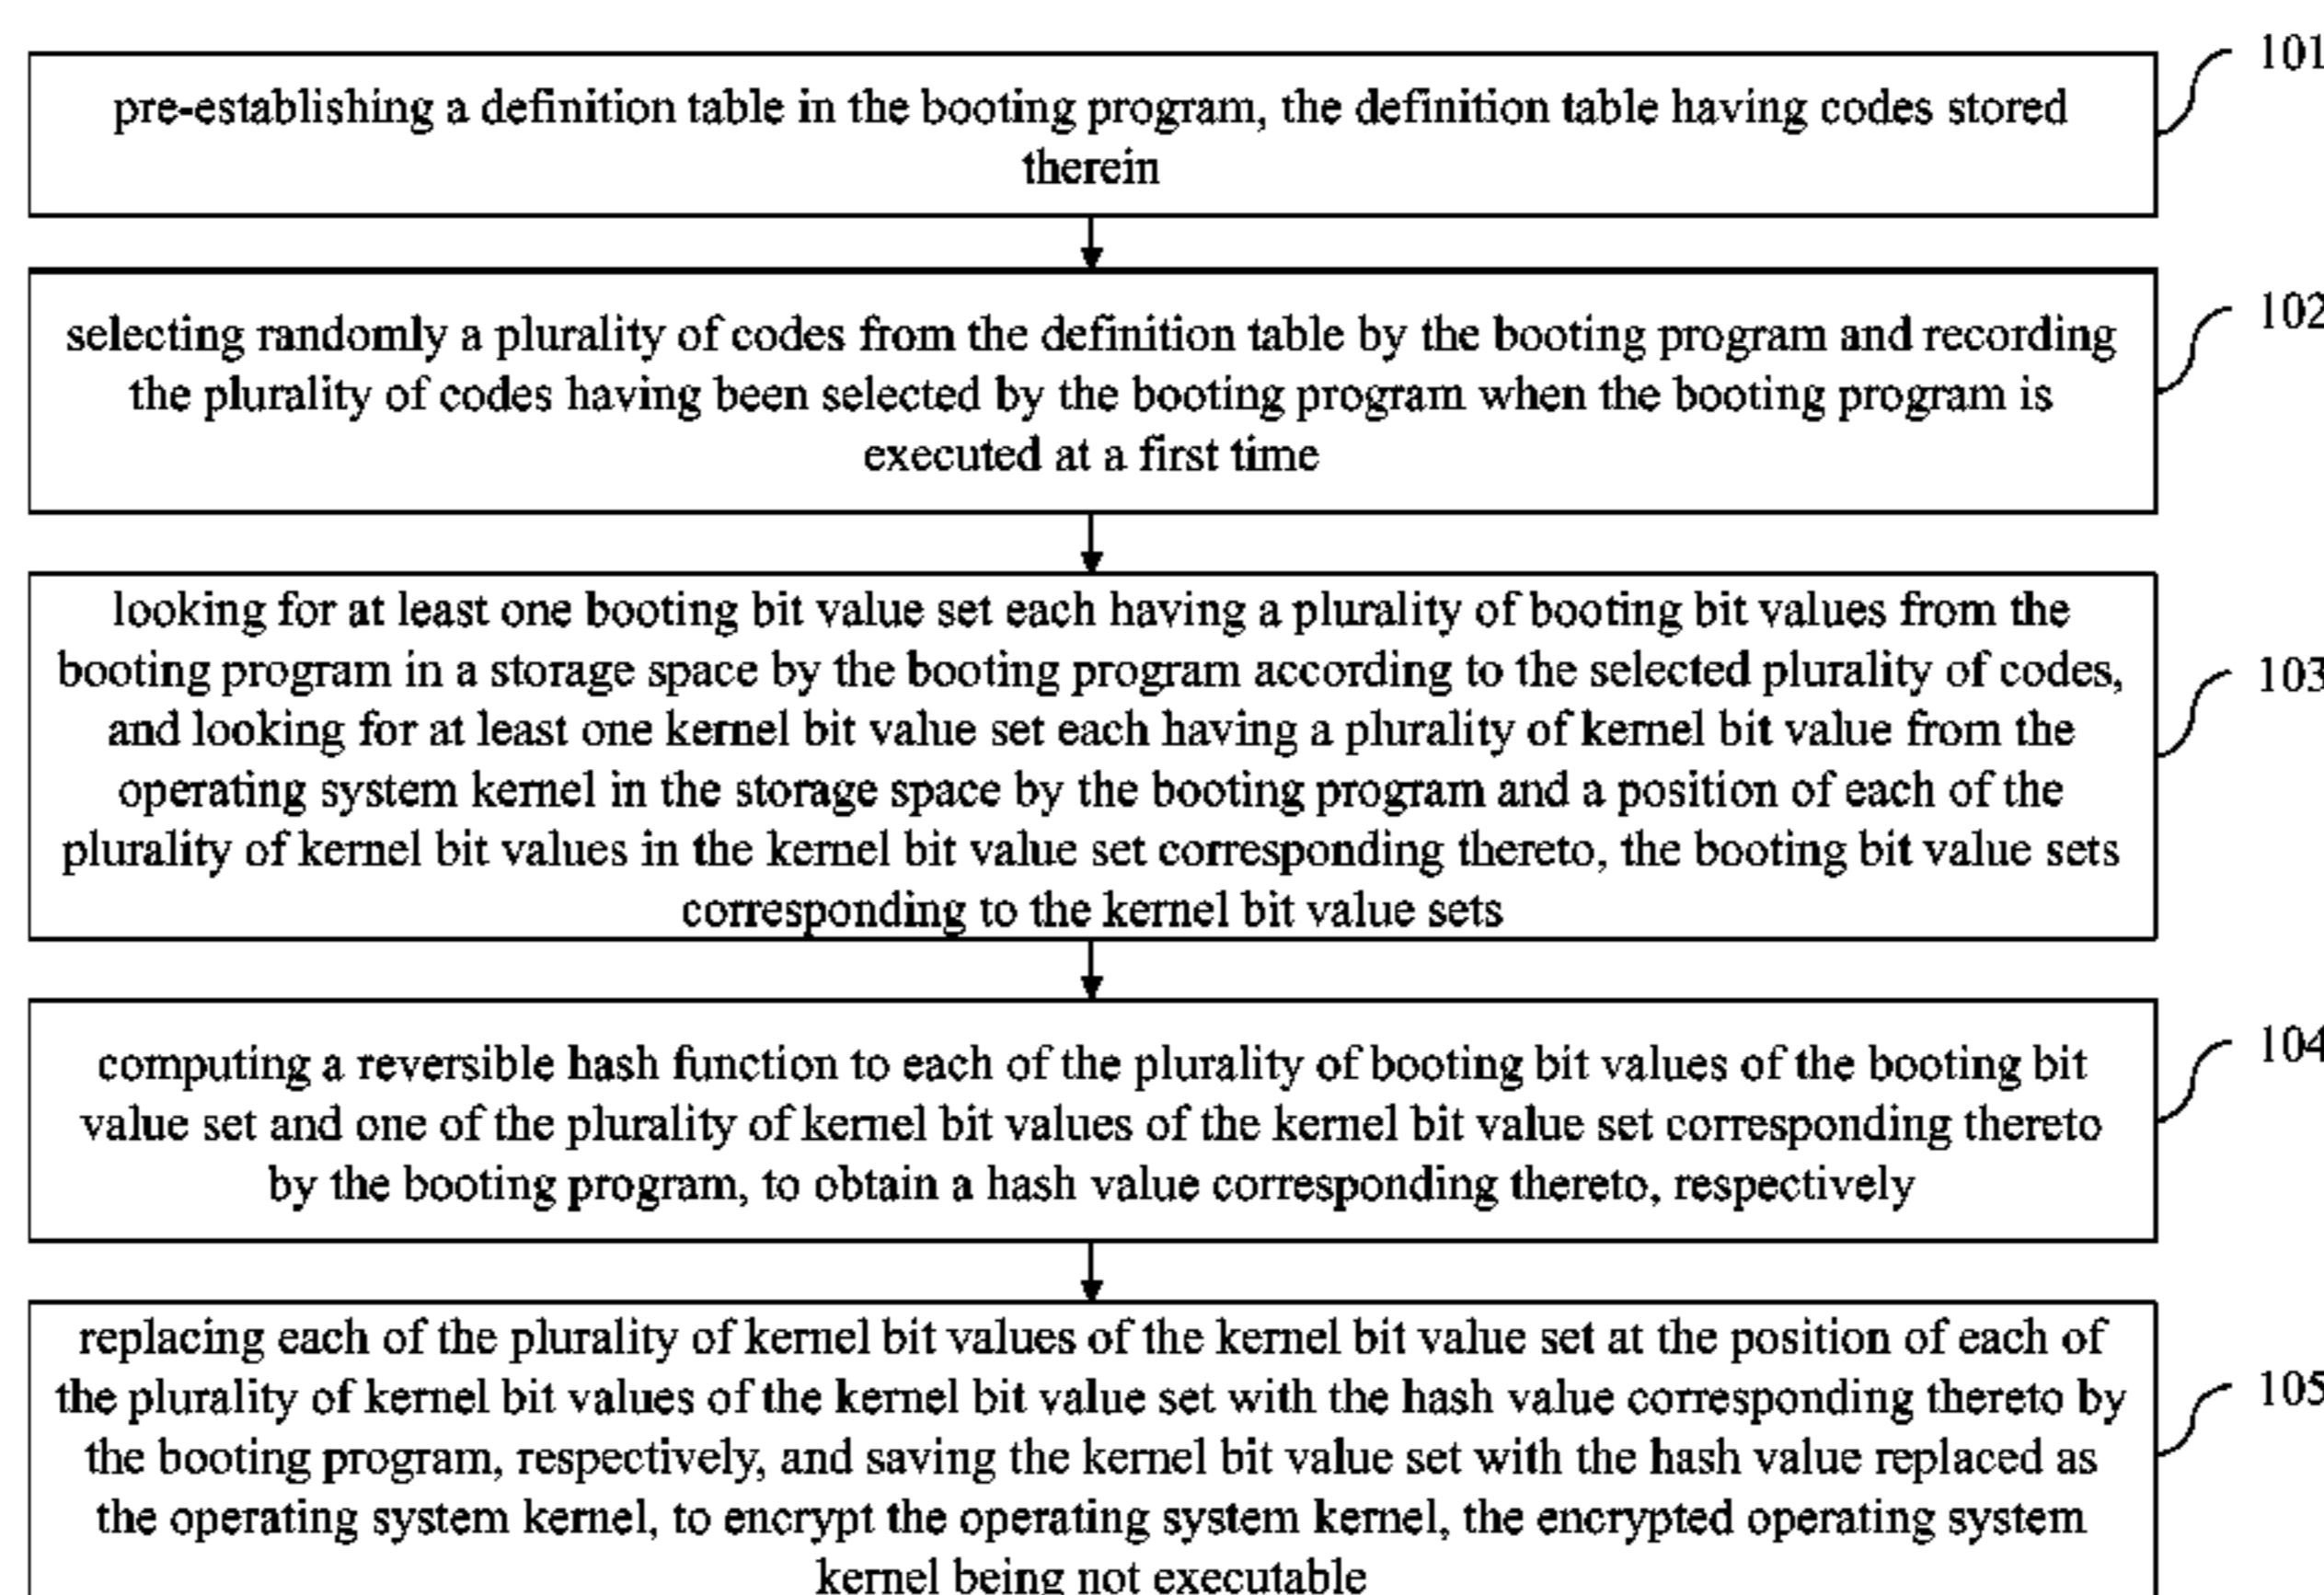 101
pre-establishing a definition table in the booting program, the definition table having codes stored
therein
102
selecting randomly a plurality of codes from the definition table by the booting program and recording
the plurality of codes having been selected by the booting program when the booting program is
executed at a first time
looking for at least one booting bit value set each having a plurality of booting bit values from the
booting program in a storage space by the booting program according to the selected plurality of codes,
103
and looking for at least one kernel bit value set each having a plurality of kernel bit value from the
operating system kernel in the storage space by the booting program and a position of each of the
plurality of kernel bit values in the kernel bit value set corresponding thereto, the booting bit value sets
corresponding to the kernel bit value sets
104
computing a reversible hash function to each of the plurality of booting bit values of the booting bit
value set and one of the plurality of kernel bit values of the kernel bit value set corresponding thereto
by the booting program, to obtain a hash value corresponding thereto, respectively
replacing each of the plurality of kernel bit values of the kernel bit value set at the position of each of
105
the plurality of kernel bit values of the kernel bit value set with the hash value corresponding thereto by
the booting program, respectively, and saving the kernel bit value set with the hash value replaced as
the operating system kernel, to encrypt the operating system kernel, the encrypted operating system
kernel being not executable